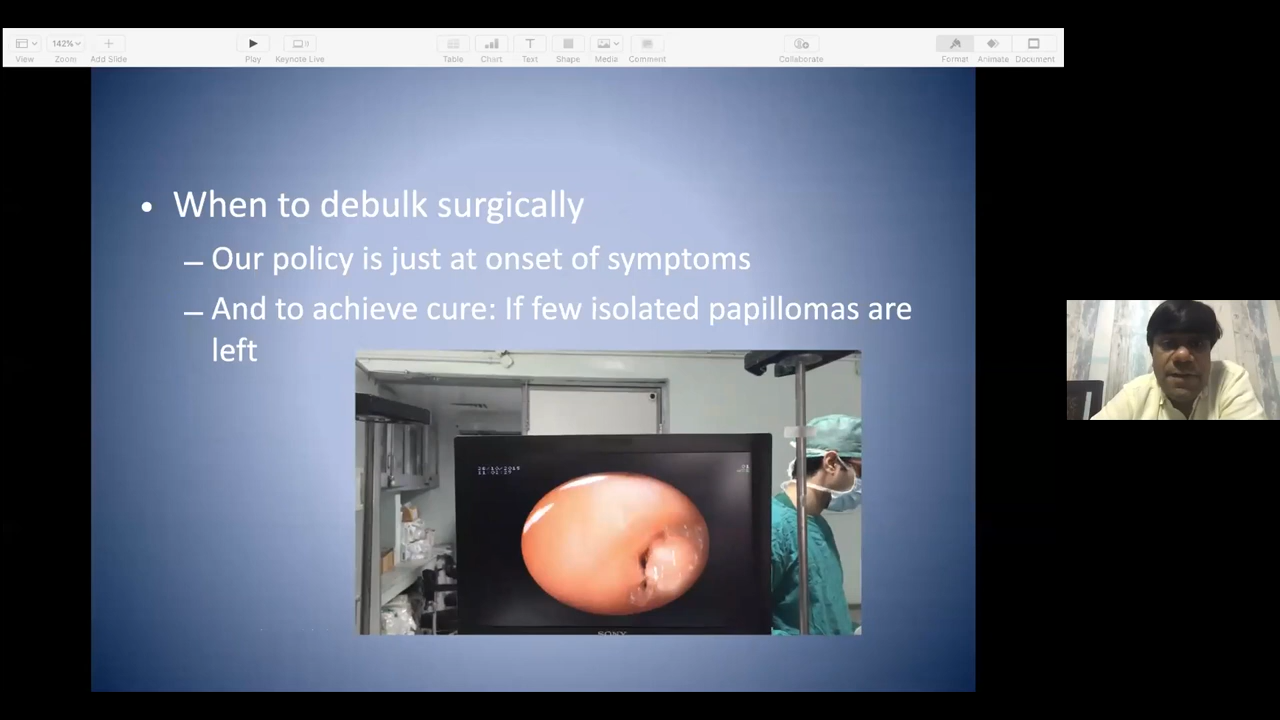 142%
View Zoom Add Slide Play Keynote Live Table Chart Text Shape Media Comment Collaborate Format Animate Document
• When to debulk surgically
– Our policy is just at onset of symptoms
– And to achieve cure: If few isolated papillomas are
left
SONY